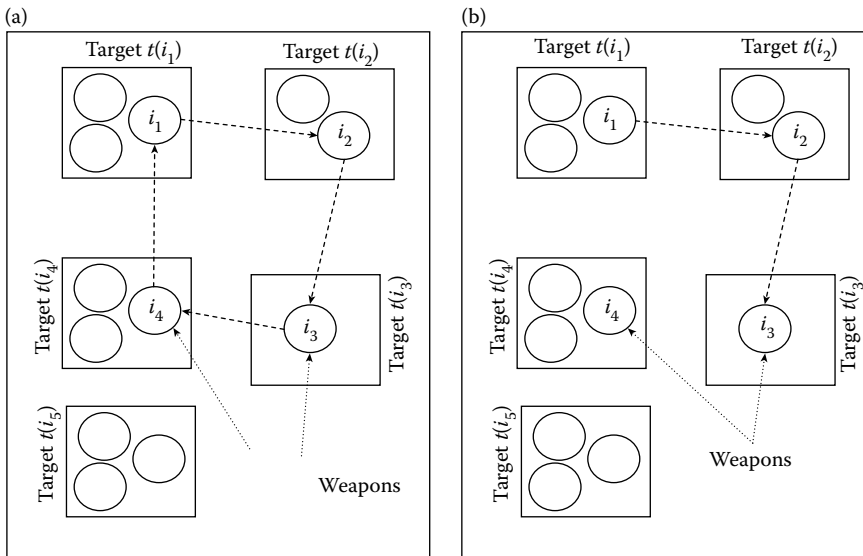 (a)
Target t(i₁)
Target t(i₂)
i₁
i₂
Target t(i₄)
i₄
i₃
Target t(i₃)
Target t(i₅)
Weapons
(b)
Target t(i₁)
Target t(i₂)
i₁
i₂
Target t(i₄)
i₄
i₃
Target t(i₃)
Target t(i₅)
Weapons